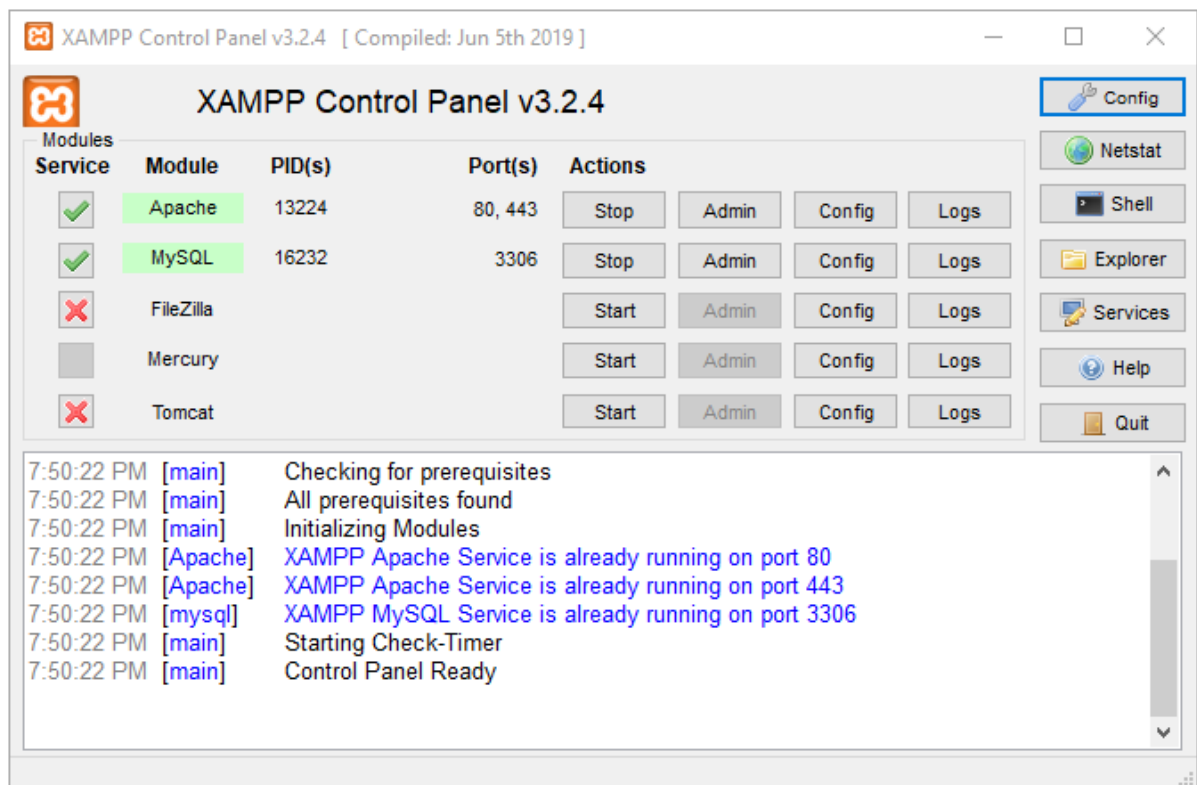 XAMPP Control Panel v3.2.4 [ Compiled: Jun 5th 2019 ]
XAMPP Control Panel v3.2.4
Config
Modules
Service Module PID(s) Port(s) Actions
Netstat
Apache 13224 80, 443 Stop Admin Config Logs
Shell
MySQL 16232 3306 Stop Admin Config Logs
Explorer
FileZilla Start Admin Config Logs
Services
Mercury Start Admin Config Logs
Help
Tomcat Start Admin Config Logs
Quit
7:50:22 PM [main] Checking for prerequisites
7:50:22 PM [main] All prerequisites found
7:50:22 PM [main] Initializing Modules
7:50:22 PM [Apache] XAMPP Apache Service is already running on port 80
7:50:22 PM [Apache] XAMPP Apache Service is already running on port 443
7:50:22 PM [mysql] XAMPP MySQL Service is already running on port 3306
7:50:22 PM [main] Starting Check-Timer
7:50:22 PM [main] Control Panel Ready